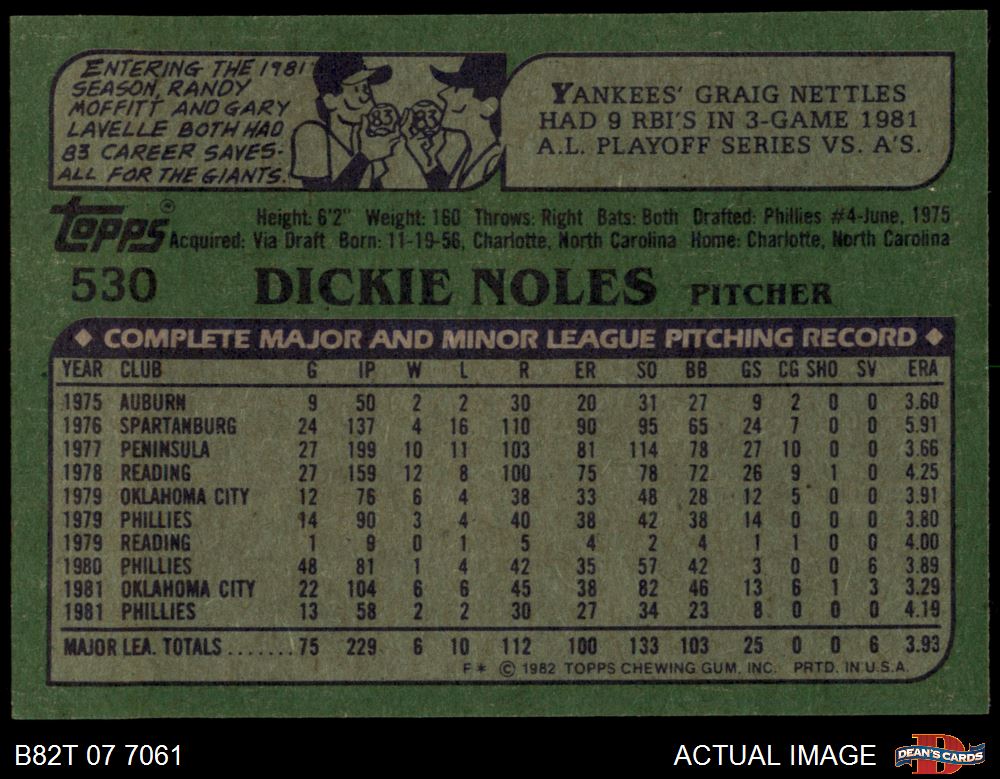 ENTERING THE 1981
SEASON, RANDY
MOFFITT AND GARY
LAVELLE BOTH HAD
83 CAREER SAVES-
ALL FOR THE GIANTS.
83 83
YANKEES' GRAIG NETTLES
HAD 9 RBI'S IN 3-GAME 1981
A.L. PLAYOFF SERIES VS. A'S.
topps®
Height: 6'2" Weight: 160 Throws: Right Bats: Both Drafted: Phillies #4-June, 1975
Acquired: Via Draft Born: 11-19-56, Charlotte, North Carolina Home: Charlotte, North Carolina
530 DICKIE NOLES PITCHER
◆ COMPLETE MAJOR AND MINOR LEAGUE PITCHING RECORD ◆
YEAR CLUB G IP W L R ER SO BB GS CG SHO SV ERA
1975 AUBURN 9 50 2 2 30 20 31 27 9 2 0 0 3.60
1976 SPARTANBURG 24 137 4 16 110 90 95 65 24 7 0 0 5.91
1977 PENINSULA 27 199 10 11 103 81 114 78 27 10 0 0 3.66
1978 READING 27 159 12 8 100 75 78 72 26 9 1 0 4.25
1979 OKLAHOMA CITY 12 76 6 4 38 33 48 28 12 5 0 0 3.91
1979 PHILLIES 14 90 3 4 40 38 42 38 14 0 0 0 3.80
1979 READING 1 9 0 1 5 4 2 4 1 1 0 0 4.00
1980 PHILLIES 48 81 1 4 42 35 57 42 3 0 0 6 3.89
1981 OKLAHOMA CITY 22 104 6 6 45 38 82 46 13 6 1 3 3.29
1981 PHILLIES 13 58 2 2 30 27 34 23 8 0 0 0 4.19
MAJOR LEA. TOTALS.......75 229 6 10 112 100 133 103 25 0 0 6 3.93
F* © 1982 TOPPS CHEWING GUM, INC. PRTD. IN U.S.A.
B82T 07 7061 ACTUAL IMAGE D DEAN'S CARDS